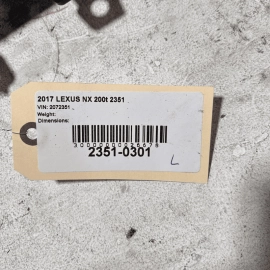 2017 LEXUS NX 200t 2351
VIN: 2072351
Weight:
Dimensions:
2351-0301
L